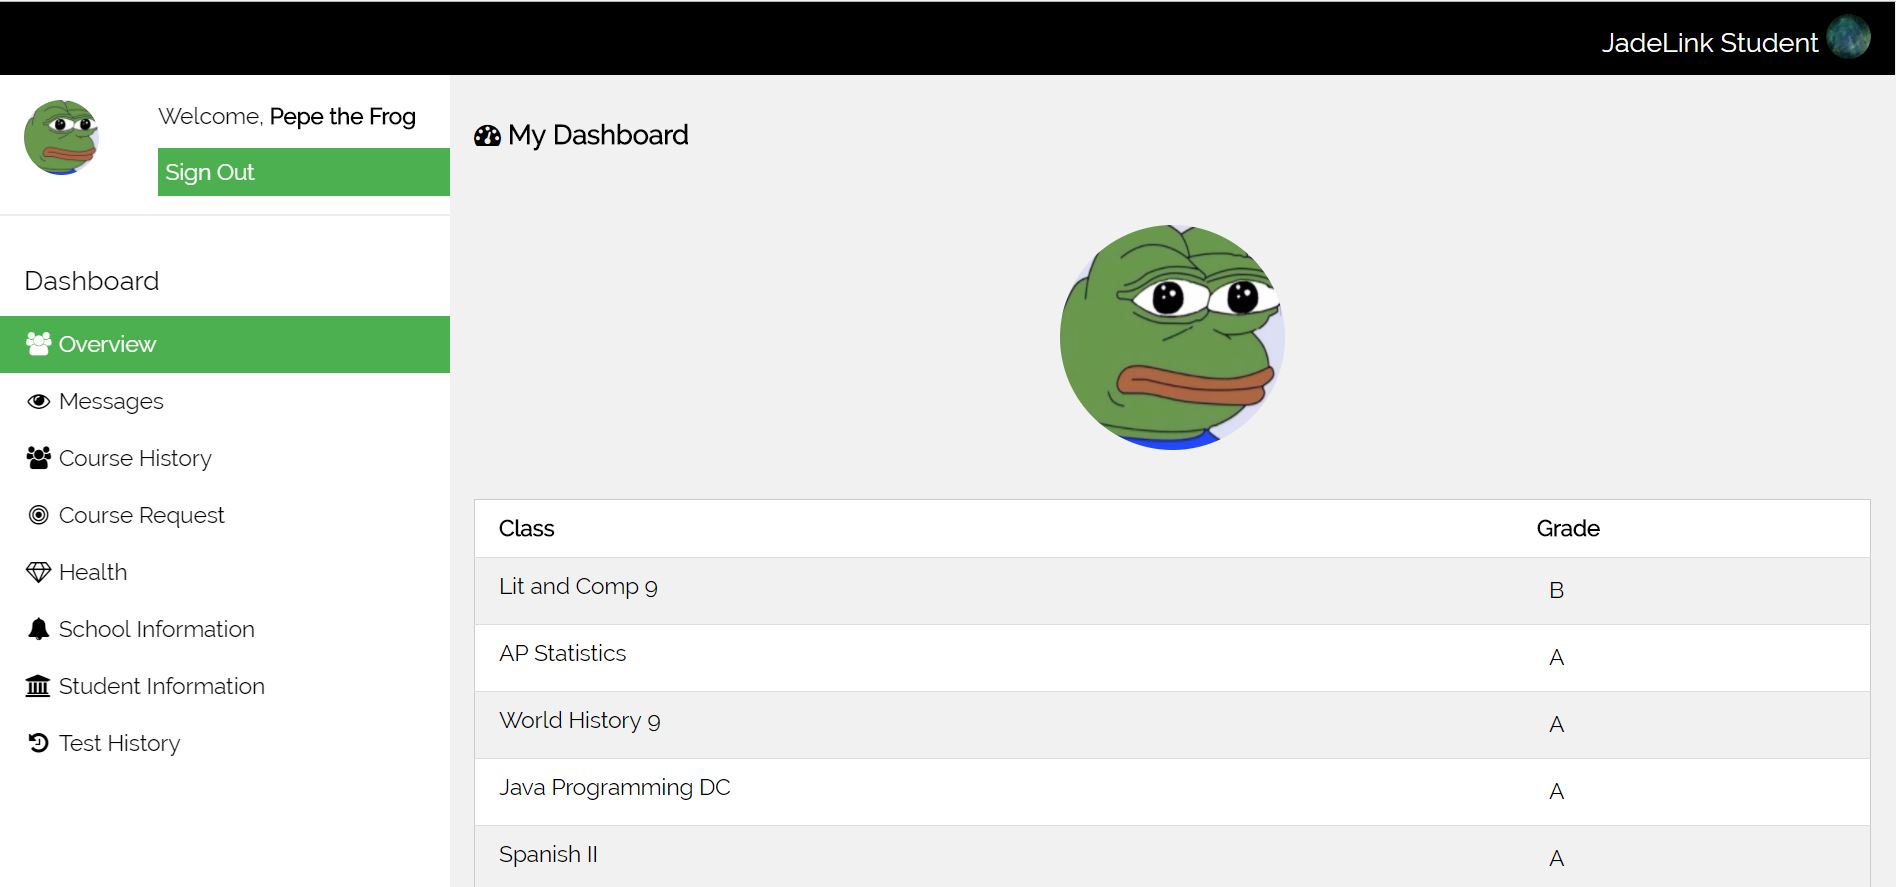 JadeLink Student
Welcome, Pepe the Frog
Sign Out
Dashboard
Overview
Messages
Course History
Course Request
Health
School Information
Student Information
Test History
My Dashboard
Class Grade
Lit and Comp 9 B
AP Statistics A
World History 9 A
Java Programming DC A
Spanish II A